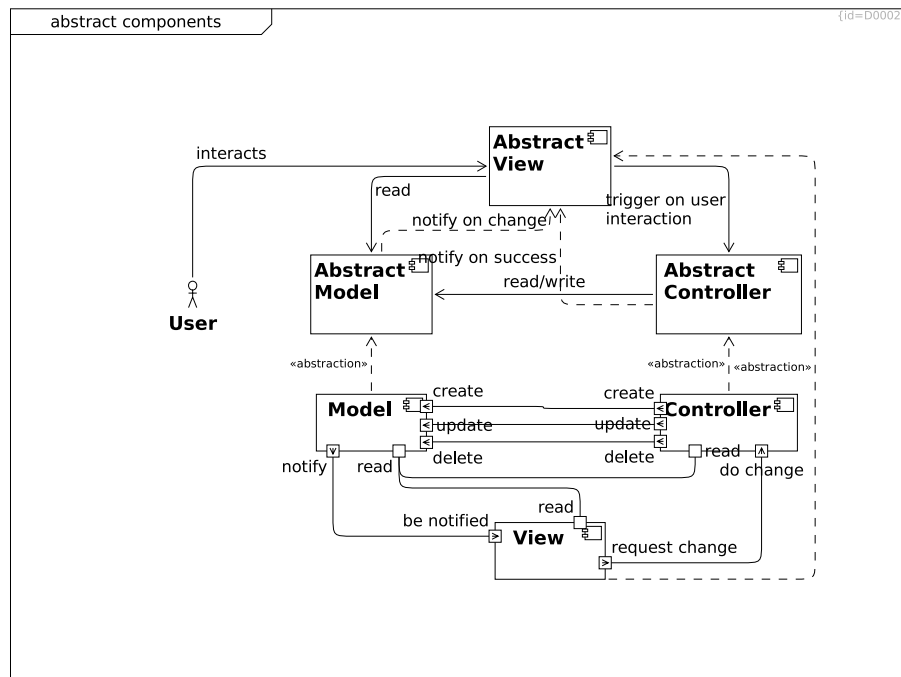 abstract components
{id=D0002
Abstract
View
interacts
read
trigger on user
interaction
notify on change
notify on success
Abstract
Model
read/write
Abstract
Controller
User
«abstraction»
«abstraction»
«abstraction»
Model
create
create
Controller
update
update
delete
delete
notify
read
read
do change
read
be notified
View
request change